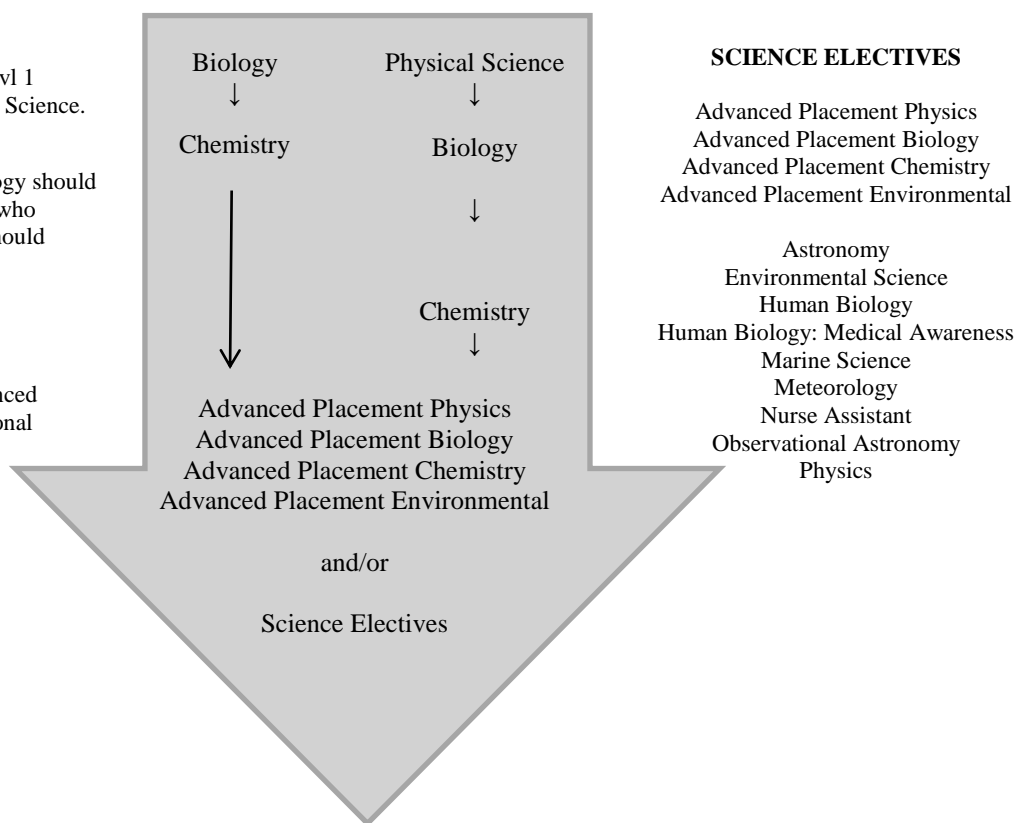 vl 1
Science.
ogy should
who
hould
nced
onal
Biology
↓
Chemistry
Physical Science
↓
Biology
↓
Chemistry
↓
Advanced Placement Physics
Advanced Placement Biology
Advanced Placement Chemistry
Advanced Placement Environmental
and/or
Science Electives
SCIENCE ELECTIVES
Advanced Placement Physics
Advanced Placement Biology
Advanced Placement Chemistry
Advanced Placement Environmental
Astronomy
Environmental Science
Human Biology
Human Biology: Medical Awareness
Marine Science
Meteorology
Nurse Assistant
Observational Astronomy
Physics